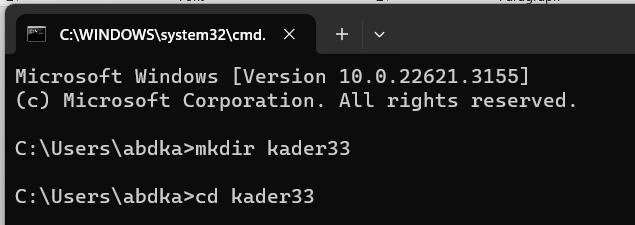 C:\WINDOWS\system32\cmd.
Microsoft Windows [Version 10.0.22621.3155]
(c) Microsoft Corporation. All rights reserved.
C:\Users\abdka>mkdir kader33
C:\Users\abdka>cd kader33